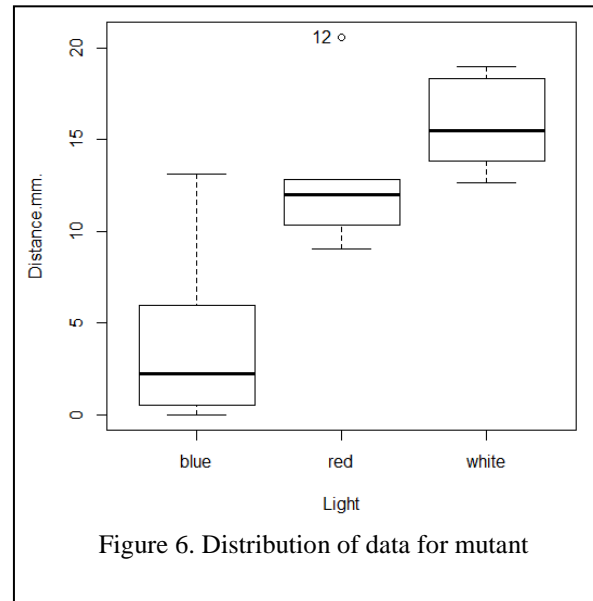 20
15
10
5
0
Distance.mm.
12
blue red white
Light
Figure 6. Distribution of data for mutant